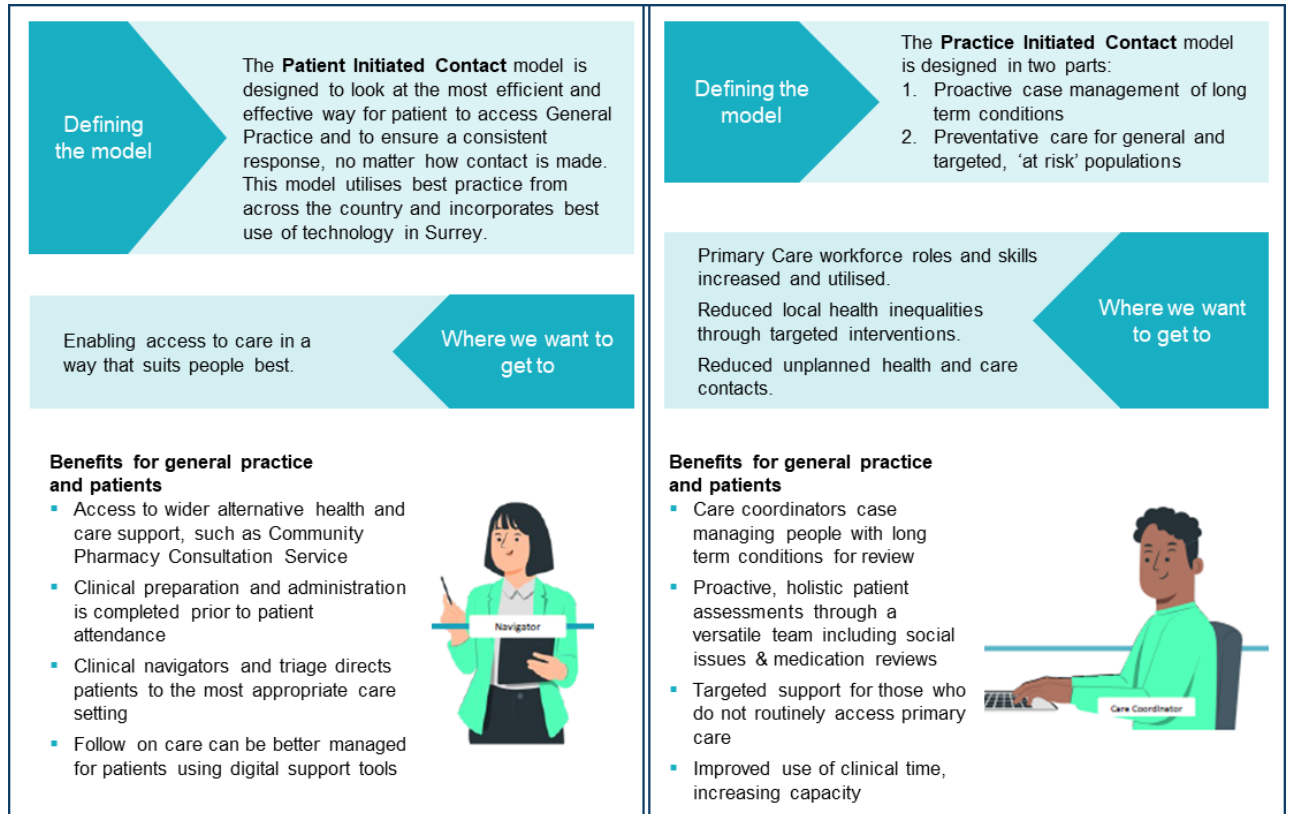 Defining
the model
The Patient Initiated Contact model is
designed to look at the most efficient and
effective way for patient to access General
Practice and to ensure a consistent
response, no matter how contact is made.
This model utilises best practice from
across the country and incorporates best
use of technology in Surrey.
Enabling access to care in a
way that suits people best.
Where we want to
get to
Benefits for general practice
and patients
▪ Access to wider alternative health and
care support, such as Community
Pharmacy Consultation Service
▪ Clinical preparation and administration
is completed prior to patient
attendance
▪ Clinical navigators and triage directs
patients to the most appropriate care
setting
▪ Follow on care can be better managed
for patients using digital support tools
Navigator
Defining the
model
The Practice Initiated Contact model
is designed in two parts:
1. Proactive case management of long
term conditions
2. Preventative care for general and
targeted, ‘at risk’ populations
Primary Care workforce roles and skills
increased and utilised.
Reduced local health inequalities
through targeted interventions.
Reduced unplanned health and care
contacts.
Where we want
to get to
Benefits for general practice
and patients
▪ Care coordinators case
managing people with long
term conditions for review
▪ Proactive, holistic patient
assessments through a
versatile team including social
issues & medication reviews
▪ Targeted support for those who
do not routinely access primary
care
▪ Improved use of clinical time,
increasing capacity
Care Coordinator